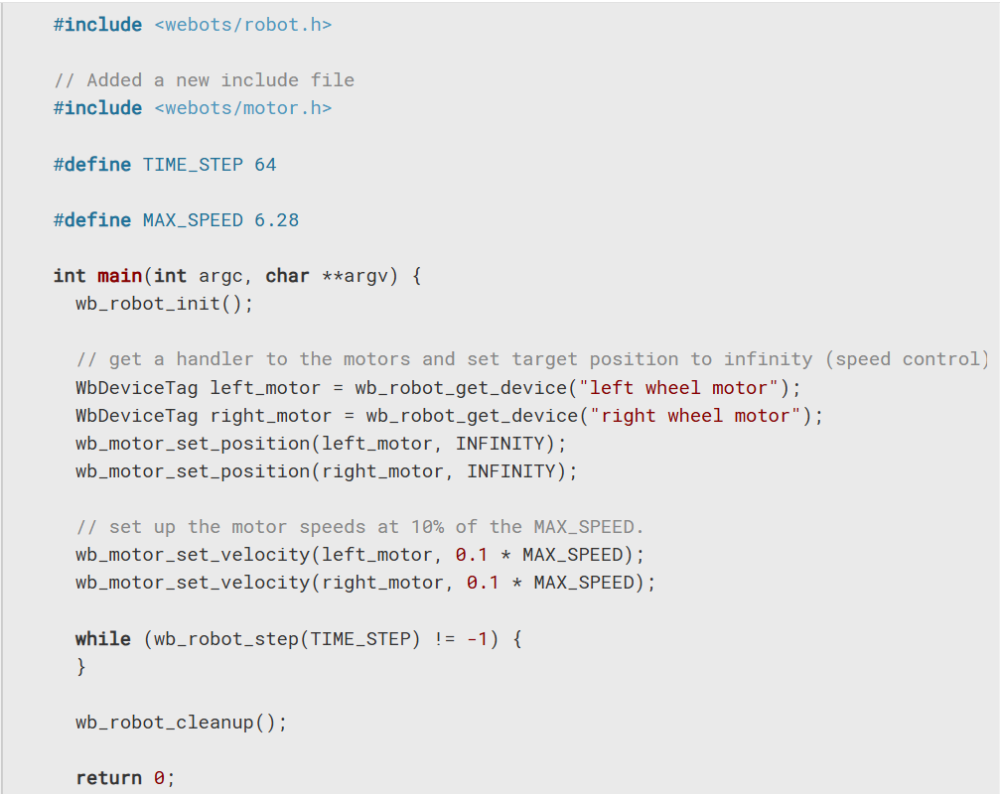 #include <webots/robot.h>
// Added a new include file
#include <webots/motor.h>
#define TIME_STEP 64
#define MAX_SPEED 6.28
int main(int argc, char **argv) {
wb_robot_init();
// get a handler to the motors and set target position to infinity (speed control)
WbDeviceTag left_motor = wb_robot_get_device("left wheel motor");
WbDeviceTag right_motor = wb_robot_get_device("right wheel motor");
wb_motor_set_position(left_motor, INFINITY);
wb_motor_set_position(right_motor, INFINITY);
// set up the motor speeds at 10% of the MAX_SPEED.
wb_motor_set_velocity(left_motor, 0.1 * MAX_SPEED);
wb_motor_set_velocity(right_motor, 0.1 * MAX_SPEED);
while (wb_robot_step(TIME_STEP) != -1) {
}
wb_robot_cleanup();
return 0;